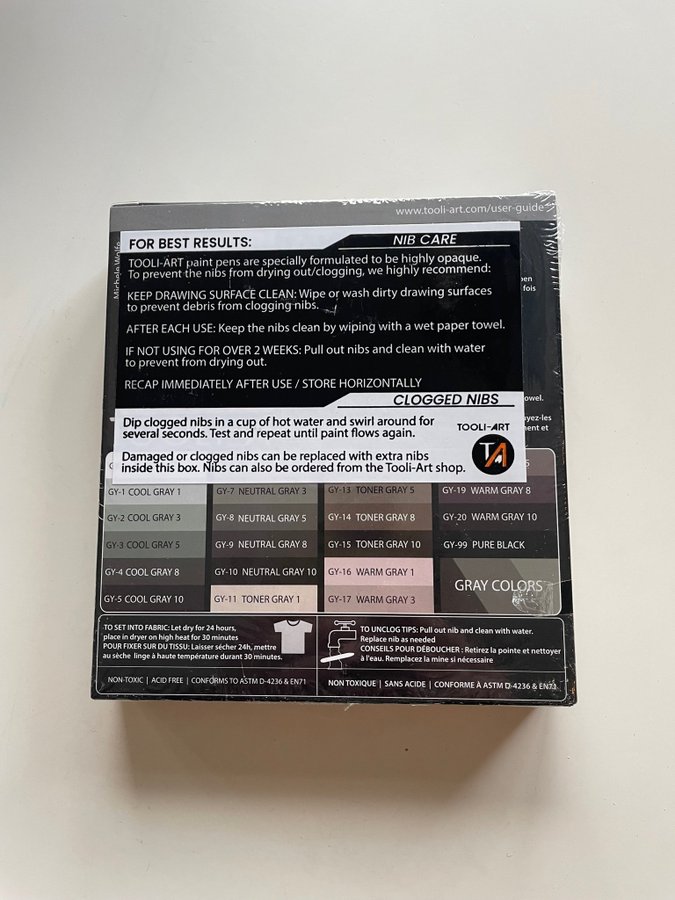 www.tooli-art.com/user-guide
Michele Wolfe
FOR BEST RESULTS:
NIB CARE
TOOLI-ART paint pens are specially formulated to be highly opaque.
To prevent the nibs from drying out/clogging, we highly recommend:
KEEP DRAWING SURFACE CLEAN: Wipe or wash dirty drawing surfaces
to prevent debris from clogging nibs.
AFTER EACH USE: Keep the nibs clean by wiping with a wet paper towel.
IF NOT USING FOR OVER 2 WEEKS: Pull out nibs and clean with water
to prevent from drying out.
RECAP IMMEDIATELY AFTER USE / STORE HORIZONTALLY
CLOGGED NIBS
Dip clogged nibs in a cup of hot water and swirl around for
several seconds. Test and repeat until paint flows again.
Damaged or clogged nibs can be replaced with extra nibs
inside this box. Nibs can also be ordered from the Tooli-Art shop.
TOOLI-ART
TA
fois
GY-1 COOL GRAY 1
GY-7 NEUTRAL GRAY 3
GY-13 TONER GRAY 5
GY-19 WARM GRAY 8
GY-2 COOL GRAY 3
GY-8 NEUTRAL GRAY 5
GY-14 TONER GRAY 8
GY-20 WARM GRAY 10
GY-3 COOL GRAY 5
GY-9 NEUTRAL GRAY 8
GY-15 TONER GRAY 10
GY-99 PURE BLACK
GY-4 COOL GRAY 8
GY-10 NEUTRAL GRAY 10
GY-16 WARM GRAY 1
GRAY COLORS
GY-5 COOL GRAY 10
GY-11 TONER GRAY 1
GY-17 WARM GRAY 3
TO SET INTO FABRIC: Let dry for 24 hours,
place in dryer on high heat for 30 minutes
POUR FIXER SUR DU TISSU: Laisser sécher 24h, mettre
au sèche linge à haute température durant 30 minutes.
TO UNCLOG TIPS: Pull out nib and clean with water.
Replace nib as needed
CONSEILS POUR DÉBOUCHER : Retirez la pointe et nettoyer
à l'eau. Remplacez la mine si nécessaire
NON-TOXIC | ACID FREE | CONFORMS TO ASTM D-4236 & EN71
NON TOXIQUE | SANS ACIDE | CONFORME À ASTM D-4236 & EN71